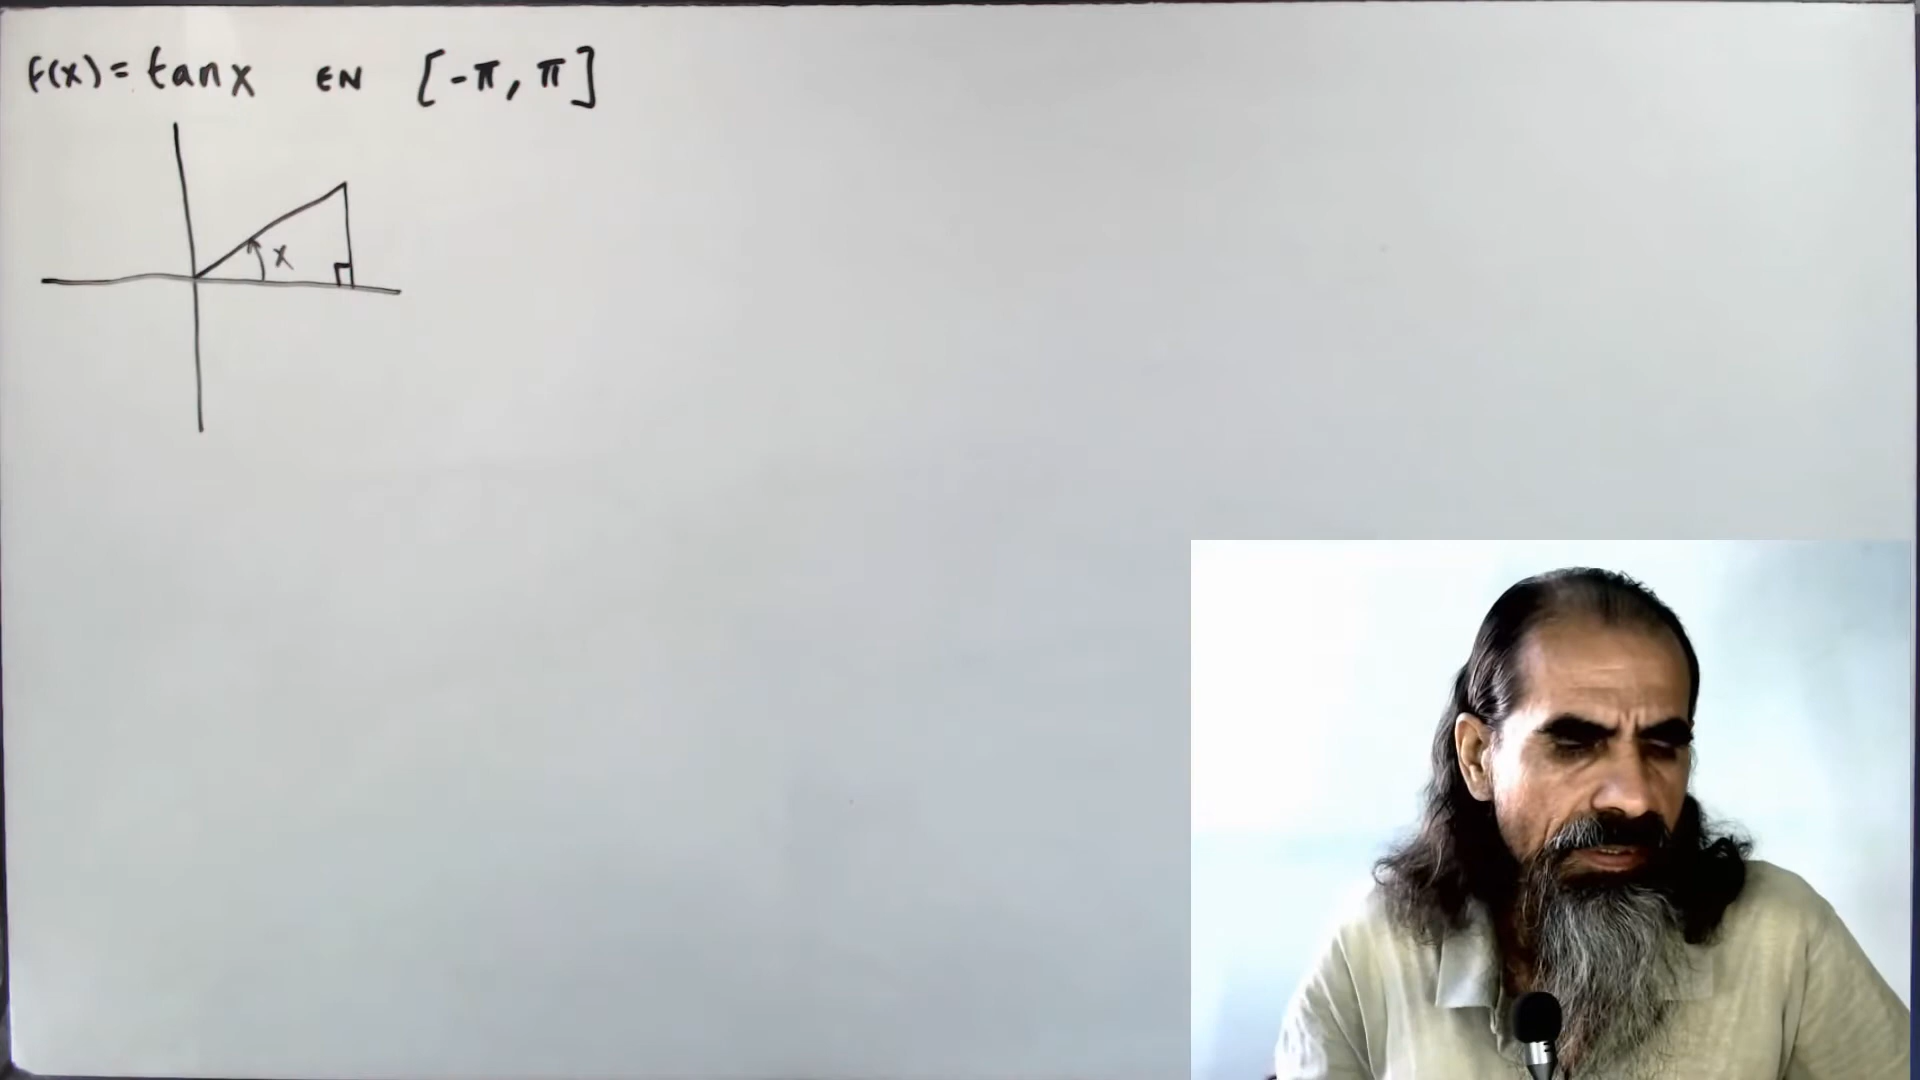 f(x) = tan x EN [-π, π]
x